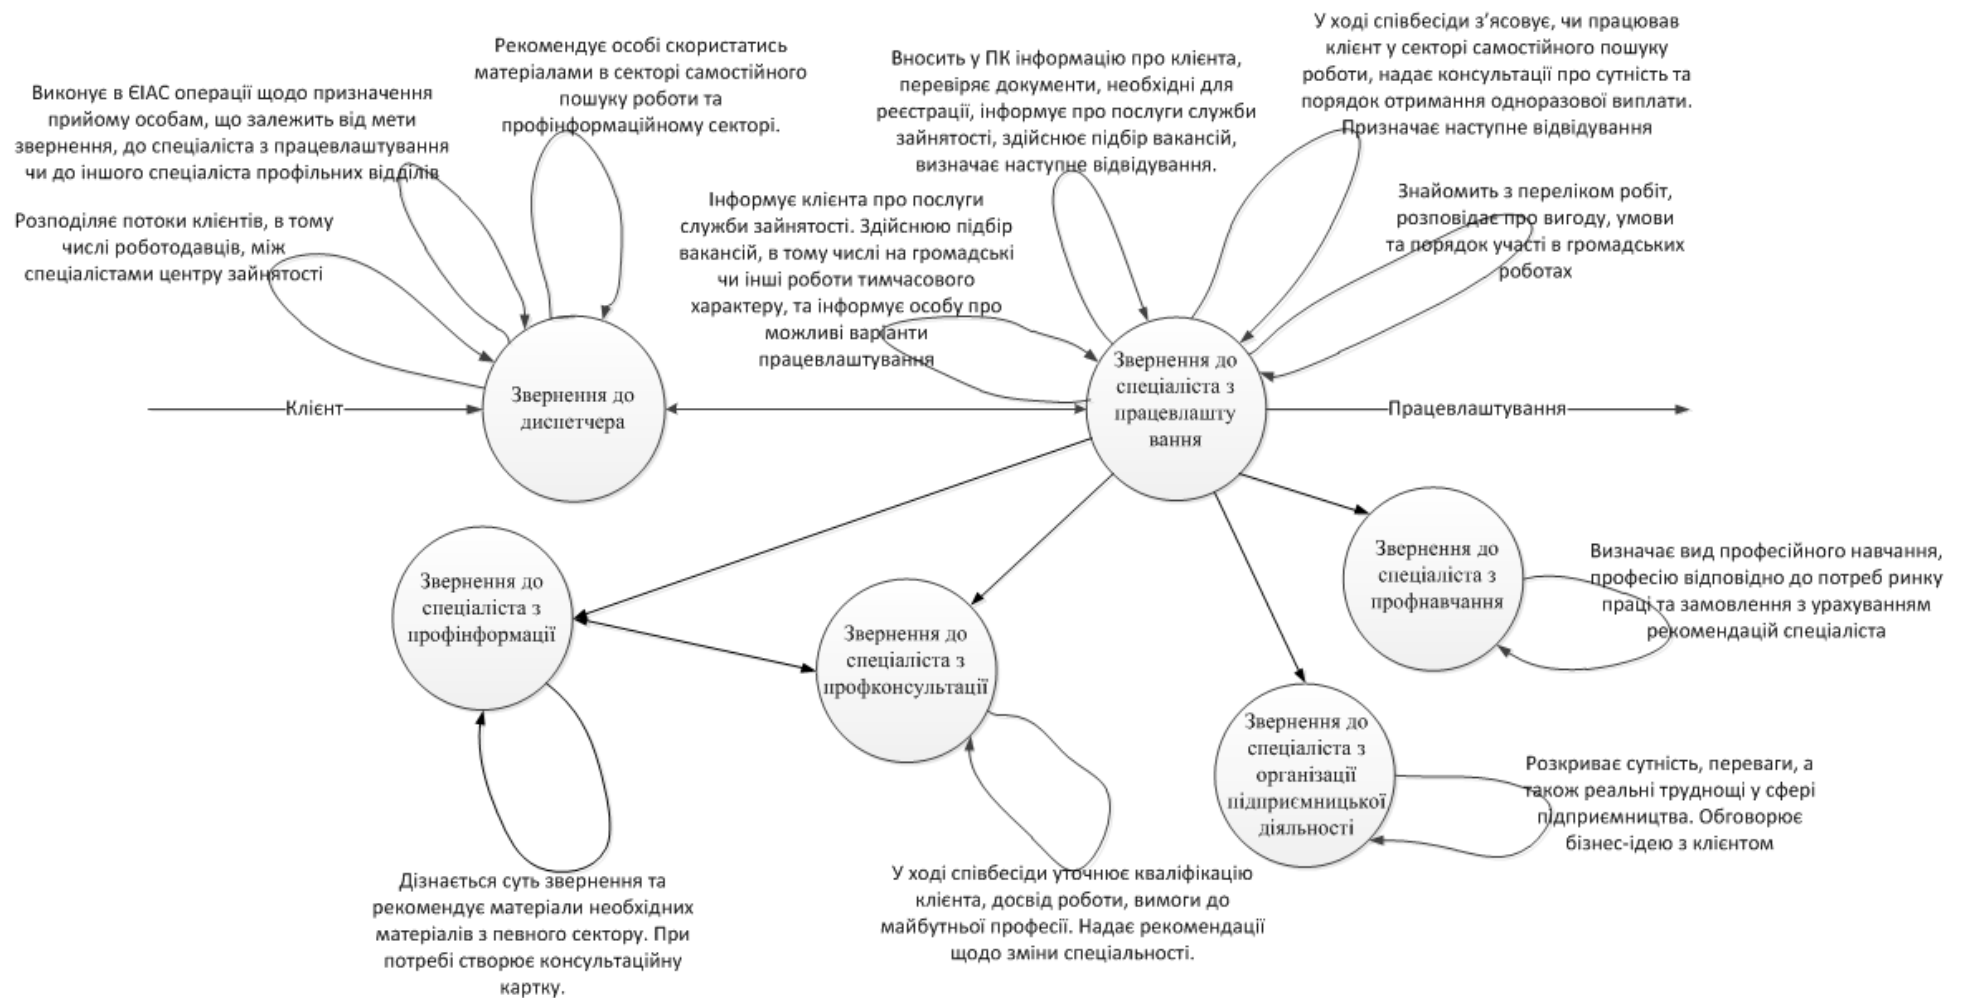 Виконує в ЄІАС операції щодо призначення
прийому особам, що залежить від мети
звернення, до спеціаліста з працевлаштування
чи до іншого спеціаліста профільних відділів
Рекомендує особі скористатись
матеріалами в секторі самостійного
пошуку роботи та
профінформаційному секторі.
Вносить у ПК інформацію про клієнта,
перевіряє документи, необхідні для
реєстрації, інформує про послуги служби
зайнятості, здійснює підбір вакансій,
визначає наступне відвідування.
У ході співбесіди з’ясовує, чи працював
клієнт у секторі самостійного пошуку
роботи, надає консультації про сутність та
порядок отримання одноразової виплати.
Призначає наступне відвідування
Розподіляє потоки клієнтів, в тому
числі роботодавців, між
спеціалістами центру зайнятості
Інформує клієнта про послуги
служби зайнятості. Здійснюю підбір
вакансій, в тому числі на громадські
чи інші роботи тимчасового
характеру, та інформує особу про
можливі варіанти
працевлаштування
Знайомить з переліком робіт,
розповідає про вигоду, умови
та порядок участі в громадських
роботах
Клієнт
Звернення до
диспетчера
Звернення до
спеціаліста з
працевлашту
вання
Працевлаштування
Звернення до
спеціаліста з
профінформації
Звернення до
спеціаліста з
профконсультації
Звернення до
спеціаліста з
профнавчання
Визначає вид професійного навчання,
професію відповідно до потреб ринку
праці та замовлення з урахуванням
рекомендацій спеціаліста
Звернення до
спеціаліста з
організації
підприємницької
діяльності
Розкриває сутність, переваги, а
також реальні труднощі у сфері
підприємництва. Обговорює
бізнес-ідею з клієнтом
Дізнається суть звернення та
рекомендує матеріали необхідних
матеріалів з певного сектору. При
потребі створює консультаційну
картку.
У ході співбесіди уточнює кваліфікацію
клієнта, досвід роботи, вимоги до
майбутньої професії. Надає рекомендації
щодо зміни спеціальності.